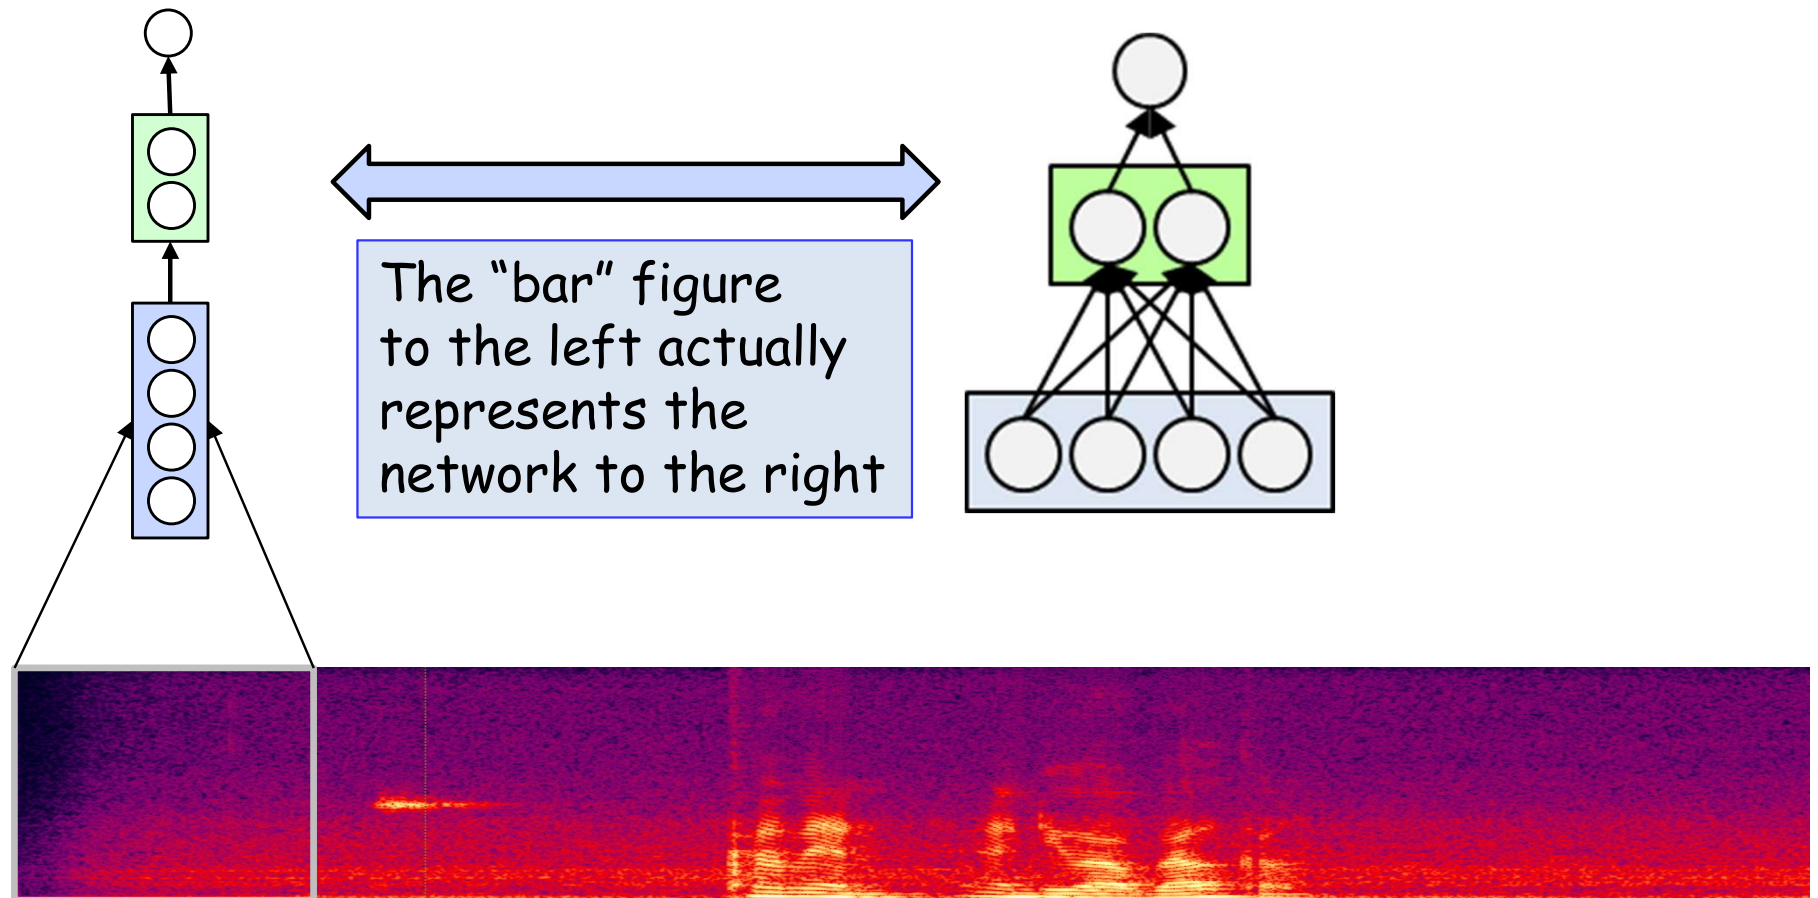 The “bar” figure
to the left actually
represents the
network to the right